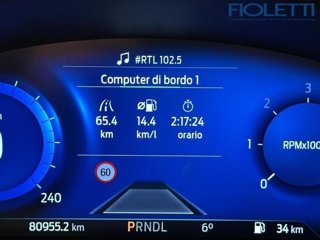 FIOLETTI
#RTL 102.5
Computer di bordo 1
65.4 14.4 2:17:24
km km/l orario
60
3
2
1
0
RPMx100
240
80955.2 km PRNDL 6° 34 km